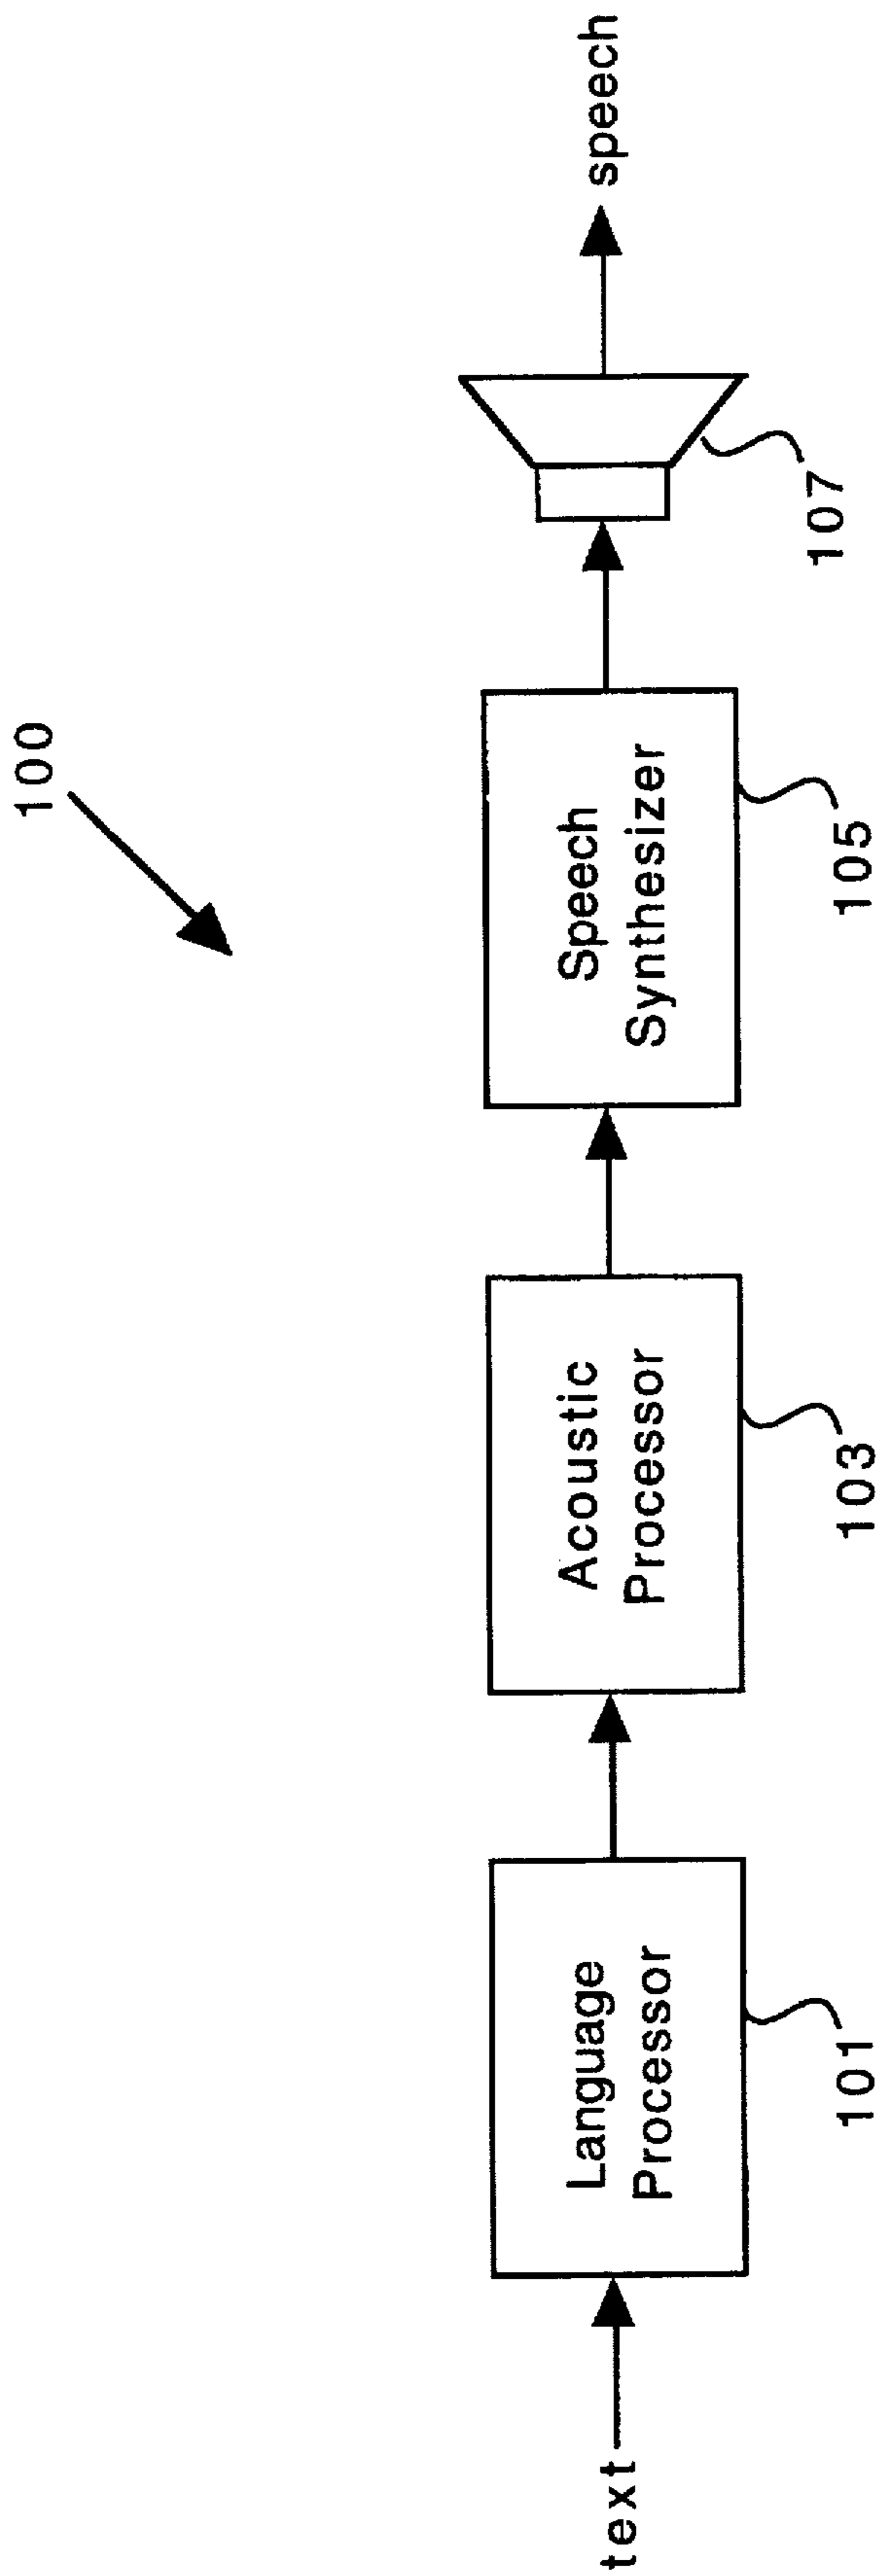 100
text
Language
Processor
101
Acoustic
Processor
103
Speech
Synthesizer
105
107
speech